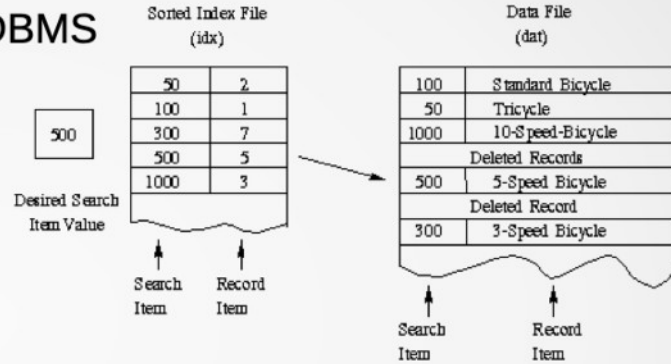 DBMS
Sorted Index File
(idx)
Data File
(dat)
500
Desired Search
Item Value
50 2
100 1
300 7
500 5
1000 3
Search
Item
Record
Item
100 Standard Bicycle
50 Tricycle
1000 10-Speed-Bicycle
Deleted Records
500 5-Speed Bicycle
Deleted Record
300 3-Speed Bicycle
Search
Item
Record
Item